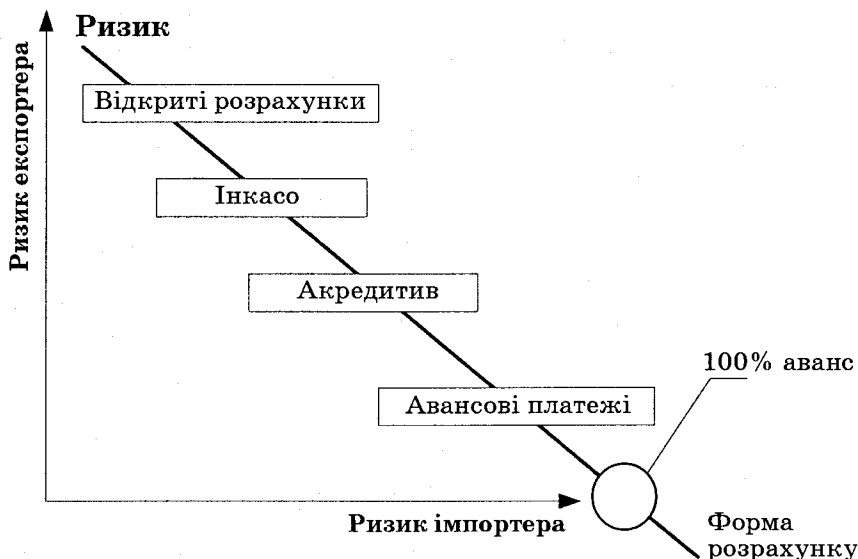 Ризик
Ризик експортера
Відкриті розрахунки
Інкасо
Акредитив
100% аванс
Авансові платежі
Ризик імпортера
Форма
розрахунку